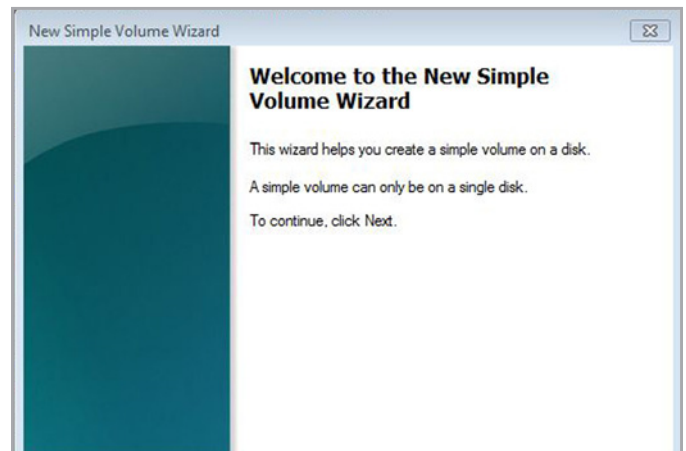 New Simple Volume Wizard
Welcome to the New Simple
Volume Wizard
This wizard helps you create a simple volume on a disk.
A simple volume can only be on a single disk.
To continue, click Next.